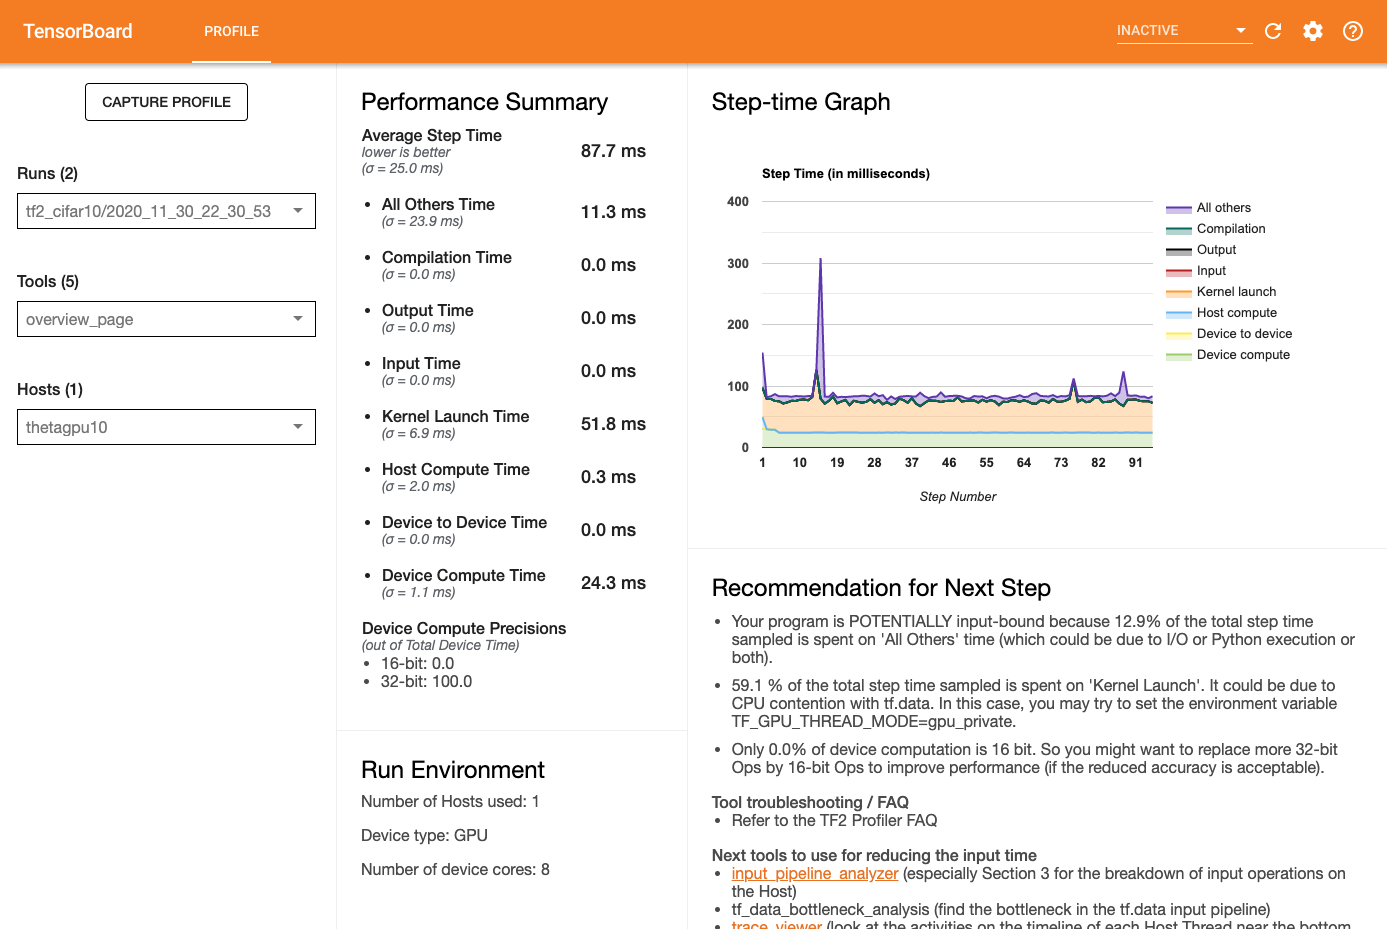 TensorBoard
PROFILE
INACTIVE
CAPTURE PROFILE
Runs (2)
tf2_cifar10/2020_11_30_22_30_53
Tools (5)
overview_page
Hosts (1)
thetagpu10
Performance Summary
Average Step Time
lower is better
(σ = 25.0 ms)
87.7 ms
• All Others Time
(σ = 23.9 ms)
11.3 ms
• Compilation Time
(σ = 0.0 ms)
0.0 ms
• Output Time
(σ = 0.0 ms)
0.0 ms
• Input Time
(σ = 0.0 ms)
0.0 ms
• Kernel Launch Time
(σ = 6.9 ms)
51.8 ms
• Host Compute Time
(σ = 2.0 ms)
0.3 ms
• Device to Device Time
(σ = 0.0 ms)
0.0 ms
• Device Compute Time
(σ = 1.1 ms)
24.3 ms
Device Compute Precisions
(out of Total Device Time)
• 16-bit: 0.0
• 32-bit: 100.0
Run Environment
Number of Hosts used: 1
Device type: GPU
Number of device cores: 8
Step-time Graph
Step Time (in milliseconds)
400
300
200
100
0
1 10 19 28 37 46 55 64 73 82 91
Step Number
All others
Compilation
Output
Input
Kernel launch
Host compute
Device to device
Device compute
Recommendation for Next Step
• Your program is POTENTIALLY input-bound because 12.9% of the total step time
sampled is spent on 'All Others' time (which could be due to I/O or Python execution or
both).
• 59.1 % of the total step time sampled is spent on 'Kernel Launch'. It could be due to
CPU contention with tf.data. In this case, you may try to set the environment variable
TF_GPU_THREAD_MODE=gpu_private.
• Only 0.0% of device computation is 16 bit. So you might want to replace more 32-bit
Ops by 16-bit Ops to improve performance (if the reduced accuracy is acceptable).
Tool troubleshooting / FAQ
• Refer to the TF2 Profiler FAQ
Next tools to use for reducing the input time
• input_pipeline_analyzer (especially Section 3 for the breakdown of input operations on
the Host)
• tf_data_bottleneck_analysis (find the bottleneck in the tf.data input pipeline)
• trace_viewer (look at the activities on the timeline of each Host Thread near the bottom